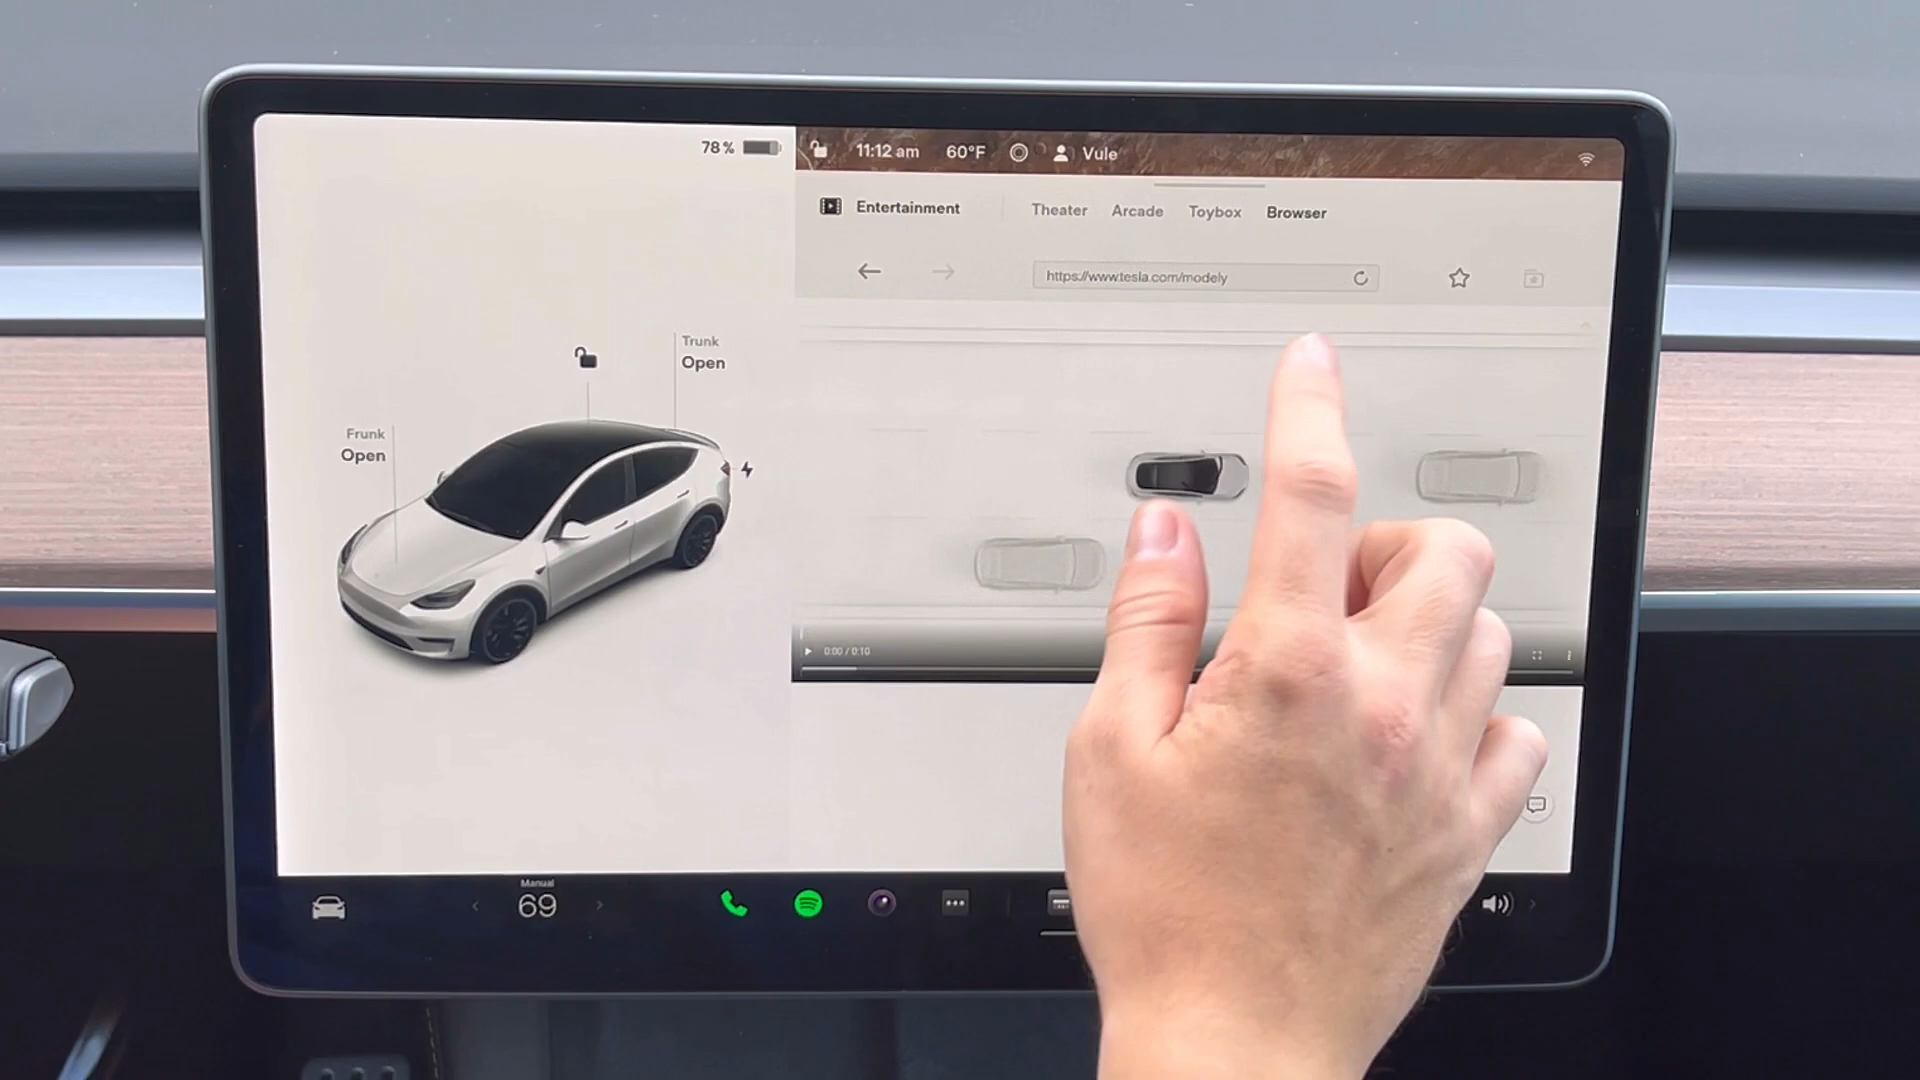 78%
11:12 am 60°F Vule
Entertainment Theater Arcade Toybox Browser
https://www.tesla.com/modely
Trunk
Open
Frunk
Open
0:00 / 0:10
Manual
69